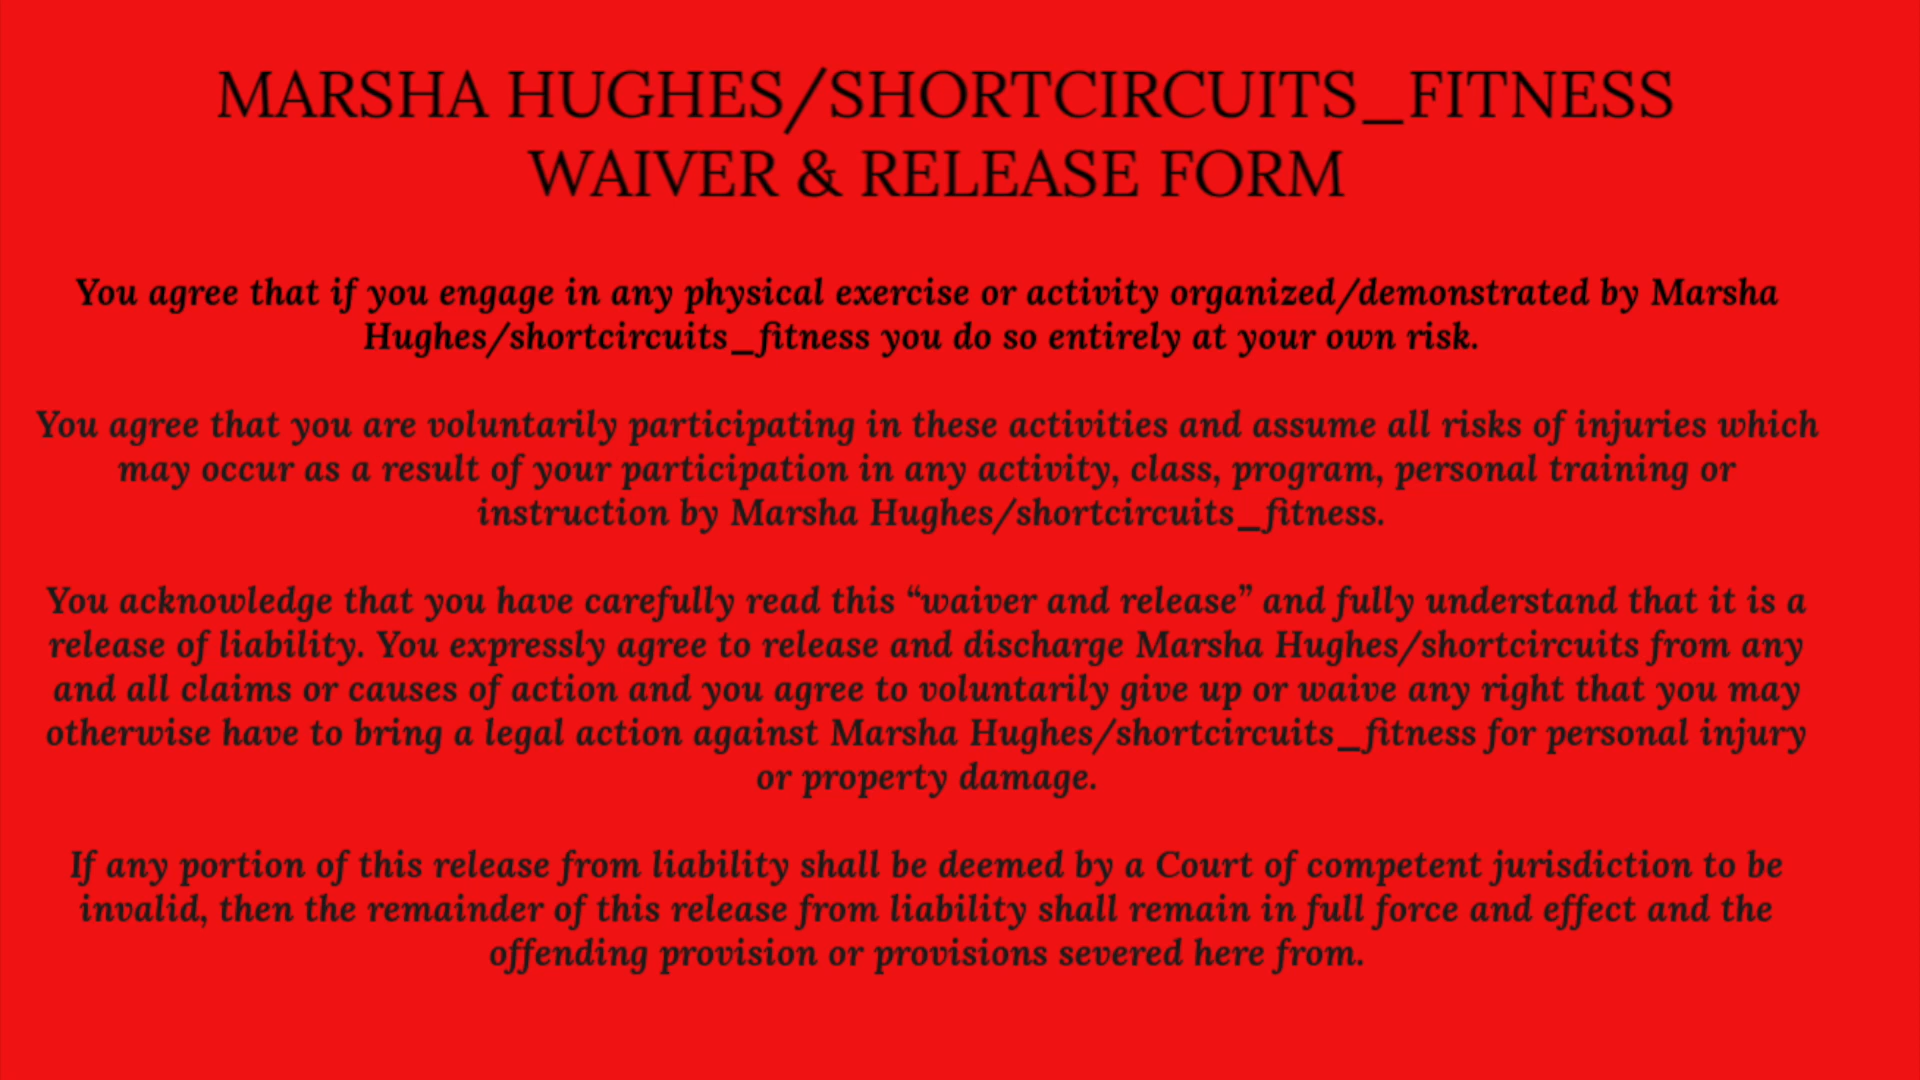 MARSHA HUGHES/SHORTCIRCUITS_FITNESS
WAIVER & RELEASE FORM
You agree that if you engage in any physical exercise or activity organized/demonstrated by Marsha
Hughes/shortcircuits_fitness you do so entirely at your own risk.
You agree that you are voluntarily participating in these activities and assume all risks of injuries which
may occur as a result of your participation in any activity, class, program, personal training or
instruction by Marsha Hughes/shortcircuits_fitness.
You acknowledge that you have carefully read this “waiver and release” and fully understand that it is a
release of liability. You expressly agree to release and discharge Marsha Hughes/shortcircuits from any
and all claims or causes of action and you agree to voluntarily give up or waive any right that you may
otherwise have to bring a legal action against Marsha Hughes/shortcircuits_fitness for personal injury
or property damage.
If any portion of this release from liability shall be deemed by a Court of competent jurisdiction to be
invalid, then the remainder of this release from liability shall remain in full force and effect and the
offending provision or provisions severed here from.